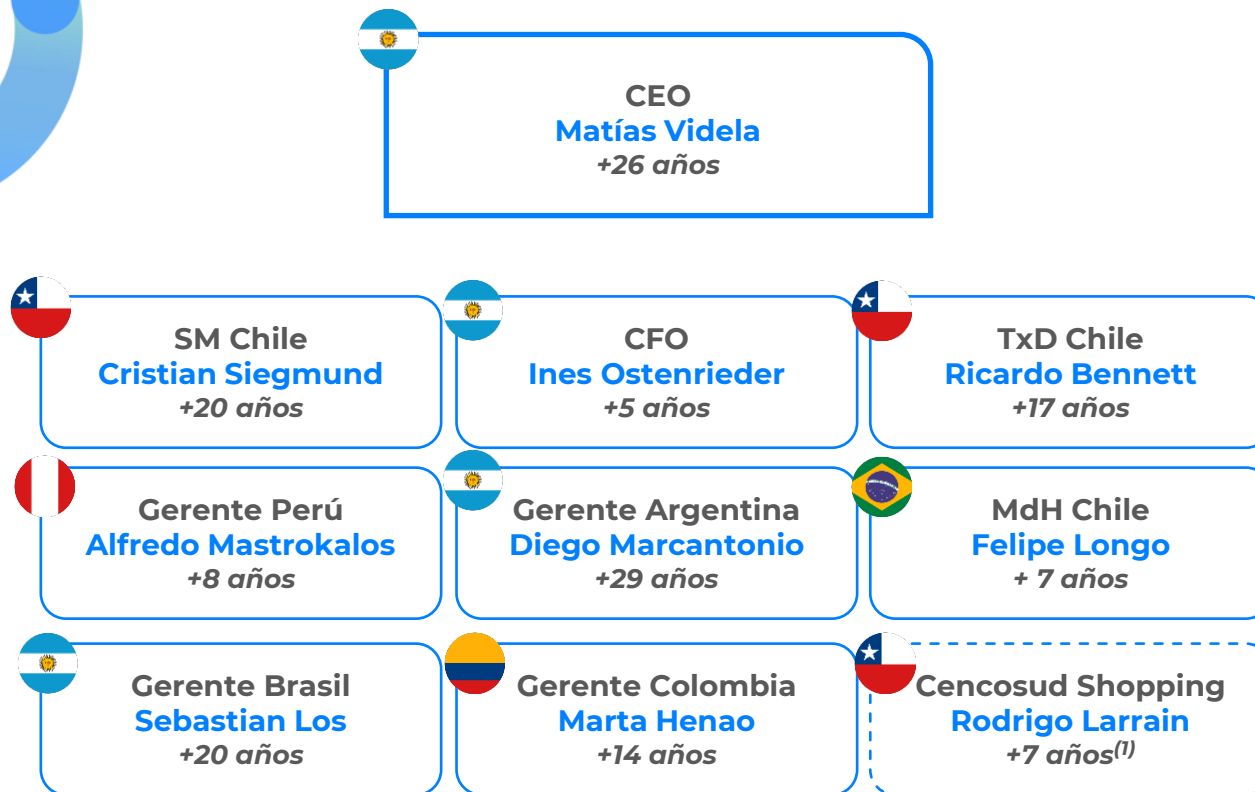 CEO
Matías Videla
+26 años
SM Chile
Cristian Siegmund
+20 años
CFO
Ines Ostenrieder
+5 años
TxD Chile
Ricardo Bennett
+17 años
Gerente Perú
Alfredo Mastrokalos
+8 años
Gerente Argentina
Diego Marcantonio
+29 años
MdH Chile
Felipe Longo
+ 7 años
Gerente Brasil
Sebastian Los
+20 años
Gerente Colombia
Marta Henao
+14 años
Cencosud Shopping
Rodrigo Larrain
+7 años(1)